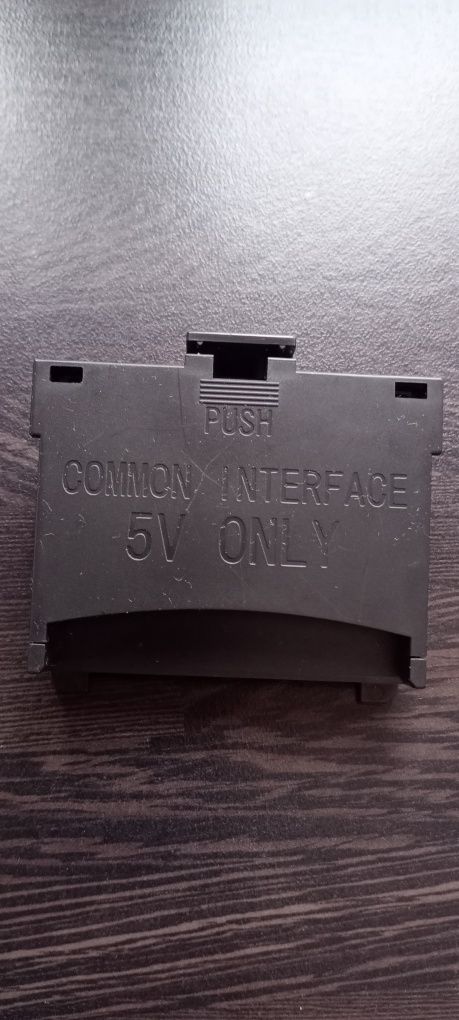 PUSH
COMMON INTERFACE
5V ONLY